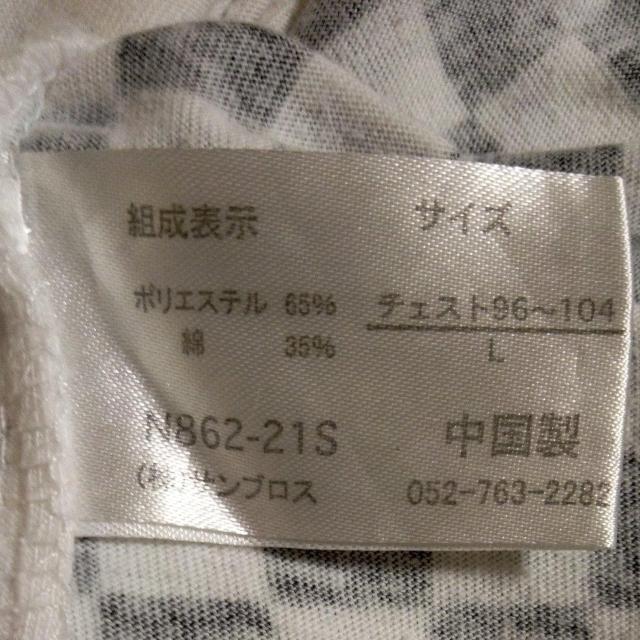 組成表示 サイズ
ポリエステル 65% チェスト96~104
綿 35% L
N862-21S 中国製
(株)サンブロス 052-763-2282